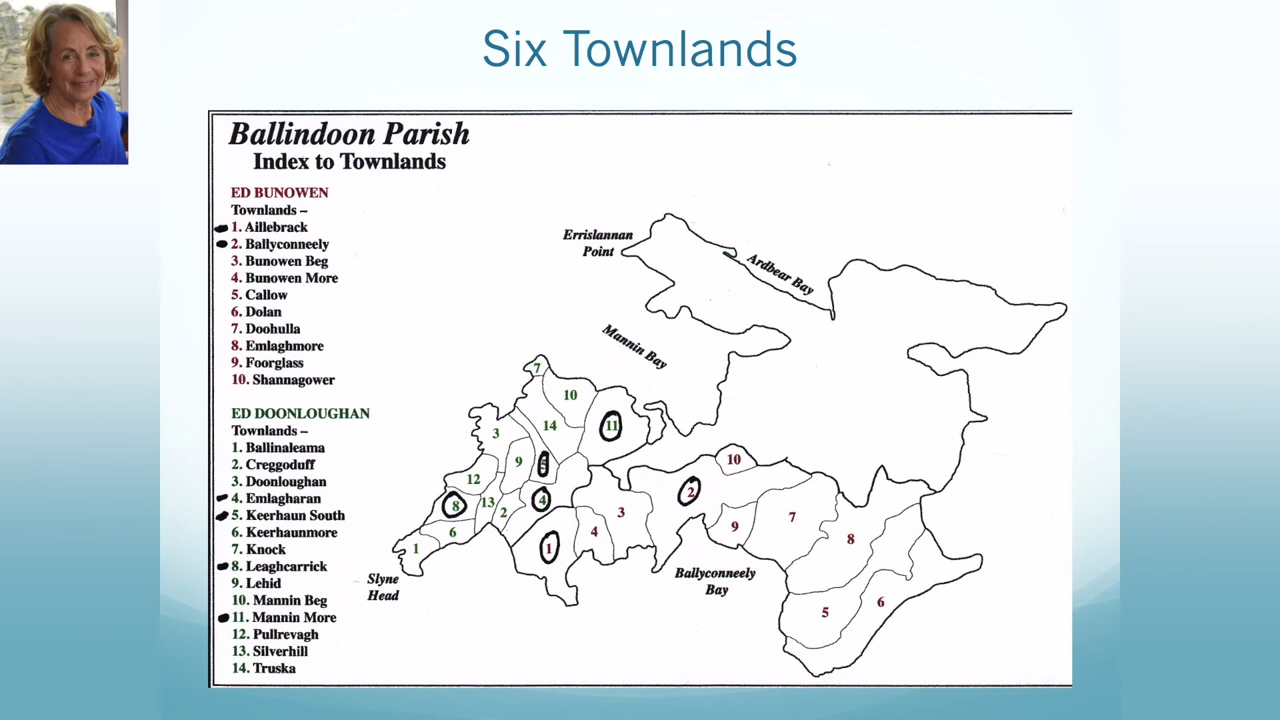 Six Townlands
Ballindoon Parish
Index to Townlands
ED BUNOWEN
Townlands –
1. Aillebrack
2. Ballyconneely
3. Bunowen Beg
4. Bunowen More
5. Callow
6. Dolan
7. Doohulla
8. Emlaghmore
9. Foorglass
10. Shannagower
ED DOONLOUGHAN
Townlands –
1. Ballinaleama
2. Creggoduff
3. Doonloughan
4. Emlagharan
5. Keerhaun South
6. Keerhaunmore
7. Knock
8. Leaghcarrick
9. Lehid
10. Mannin Beg
11. Mannin More
12. Pullrevagh
13. Silverhill
14. Truska
Errislannan
Point
Ardbear Bay
Mannin Bay
7
10
14
11
3
9
5
12
8
13
2
4
6
1
1
4
3
2
10
9
7
8
5
6
Slyne
Head
Ballyconneely
Bay